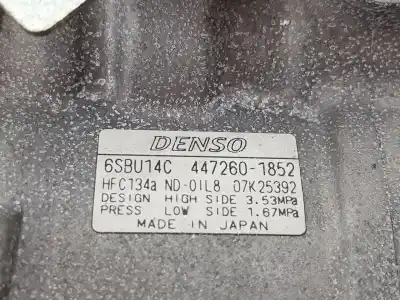 DENSO
6SBU14C 447260-1852
HFC134a ND-OIL8 07K25392
DESIGN HIGH SIDE 3.53MPa
PRESS LOW SIDE 1.67MPa
MADE IN JAPAN